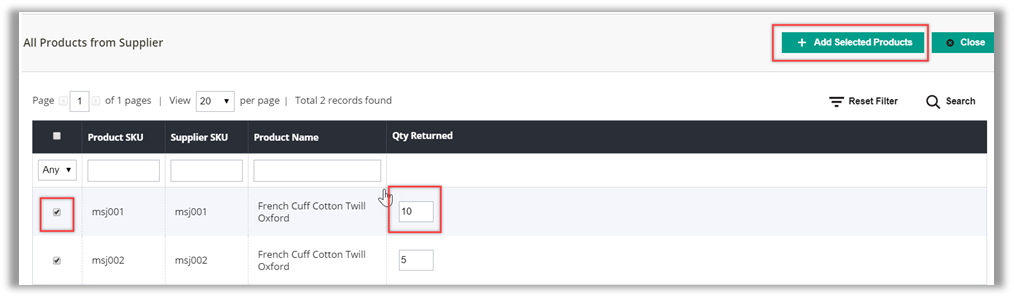 All Products from Supplier
+ Add Selected Products
Close
Page 1 of 1 pages | View 20 per page | Total 2 records found
Reset Filter
Search
Product SKU Supplier SKU Product Name Qty Returned
Any
msj001 msj001 French Cuff Cotton Twill
Oxford
10
msj002 msj002 French Cuff Cotton Twill
Oxford
5